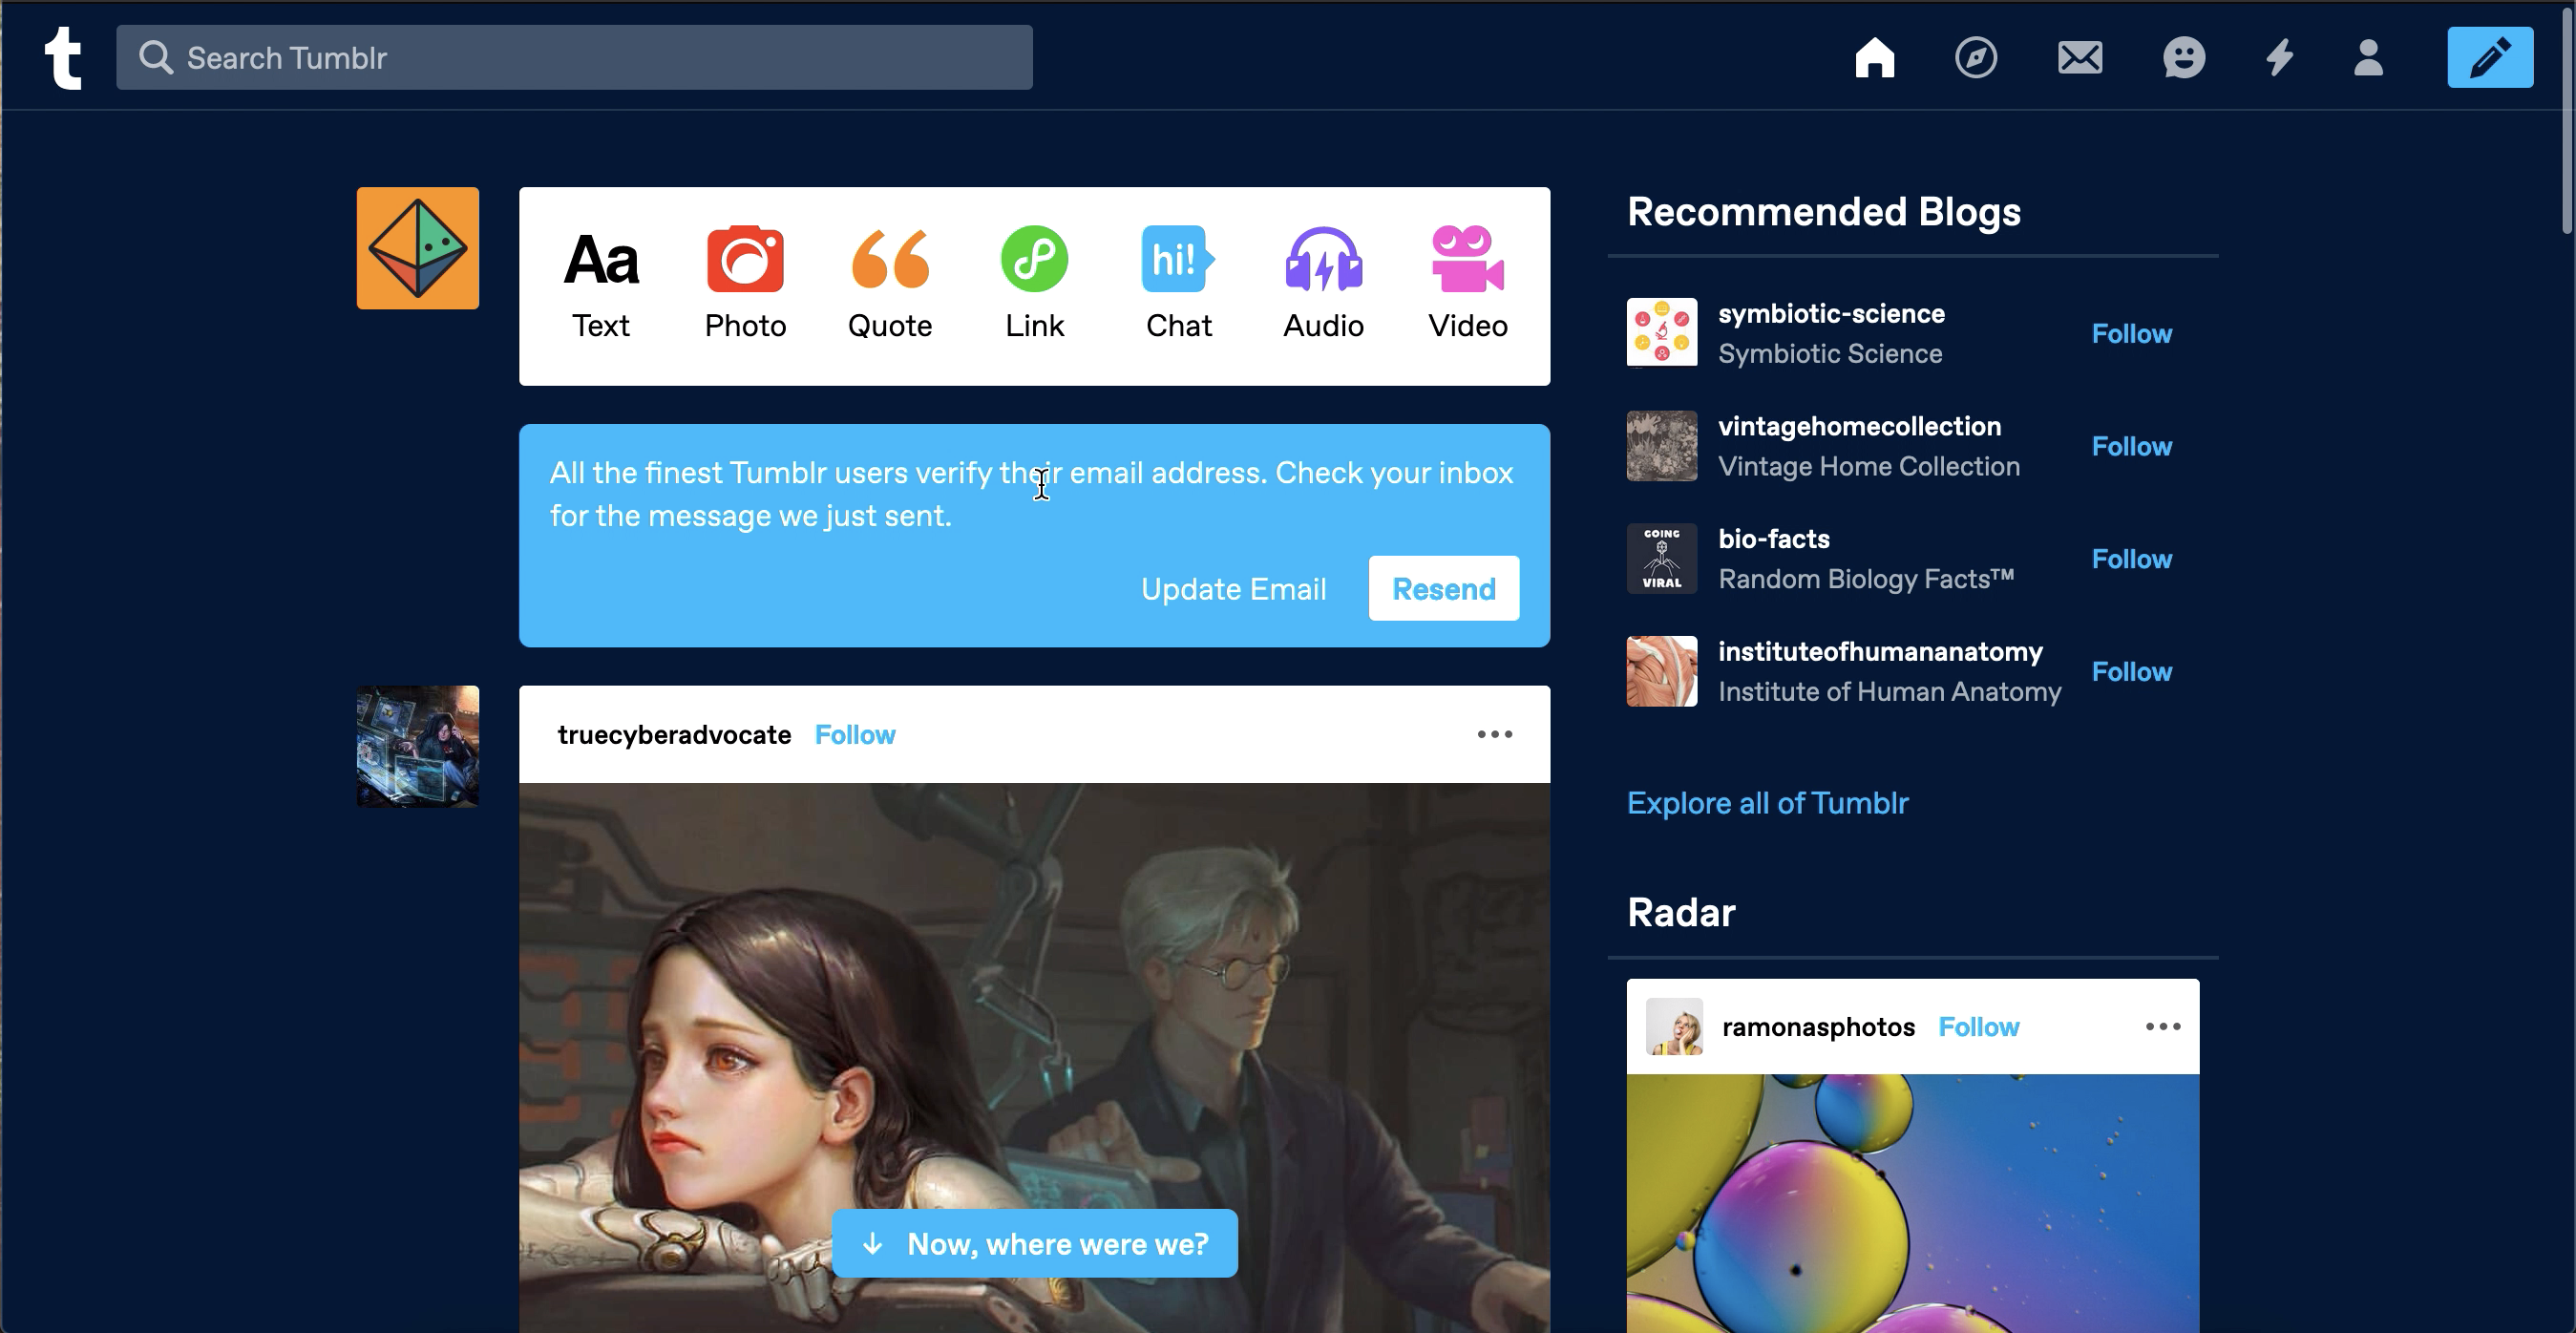 t
Search Tumblr
Aa
hi!
Text
Photo
Quote
Link
Chat
Audio
Video
All the finest Tumblr users verify their email address. Check your inbox
for the message we just sent.
Update Email
Resend
truecyberadvocate
Follow
Now, where were we?
Recommended Blogs
symbiotic-science
Symbiotic Science
Follow
vintagehomecollection
Vintage Home Collection
Follow
GOING
VIRAL
bio-facts
Random Biology Facts™
Follow
instituteofhumananatomy
Institute of Human Anatomy
Follow
Explore all of Tumblr
Radar
ramonasphotos
Follow